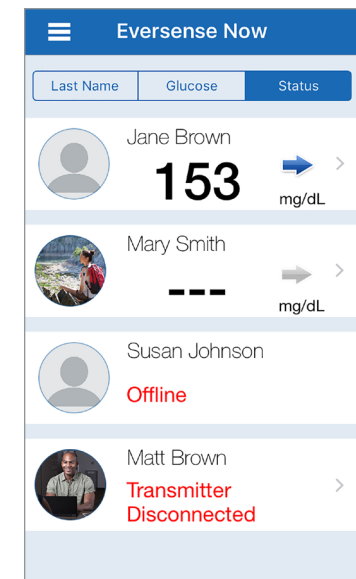 Eversense Now
Last Name Glucose Status
Jane Brown
153
mg/dL
Mary Smith
---
mg/dL
Susan Johnson
Offline
Matt Brown
Transmitter
Disconnected